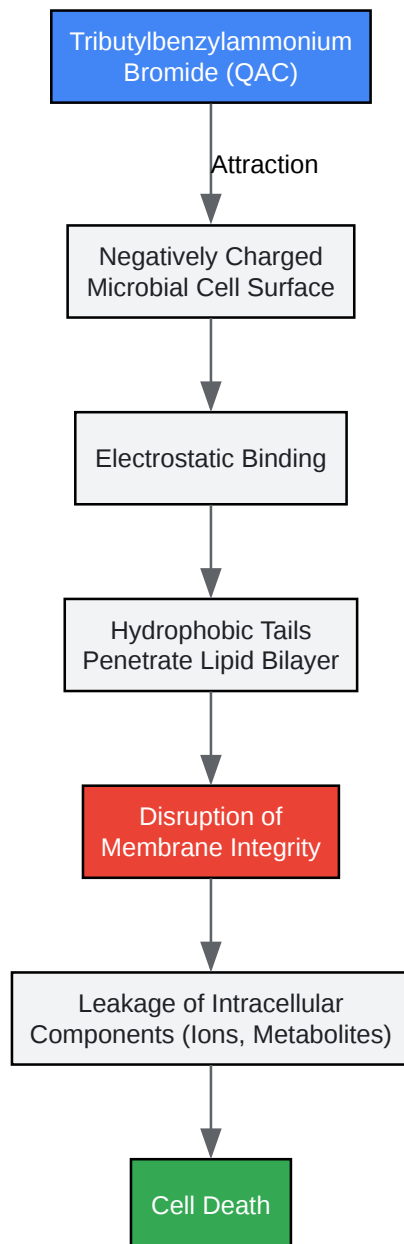 Tributylbenzylammonium
Bromide (QAC)
Attraction
Negatively Charged
Microbial Cell Surface
Electrostatic Binding
Hydrophobic Tails
Penetrate Lipid Bilayer
Disruption of
Membrane Integrity
Leakage of Intracellular
Components (Ions, Metabolites)
Cell Death